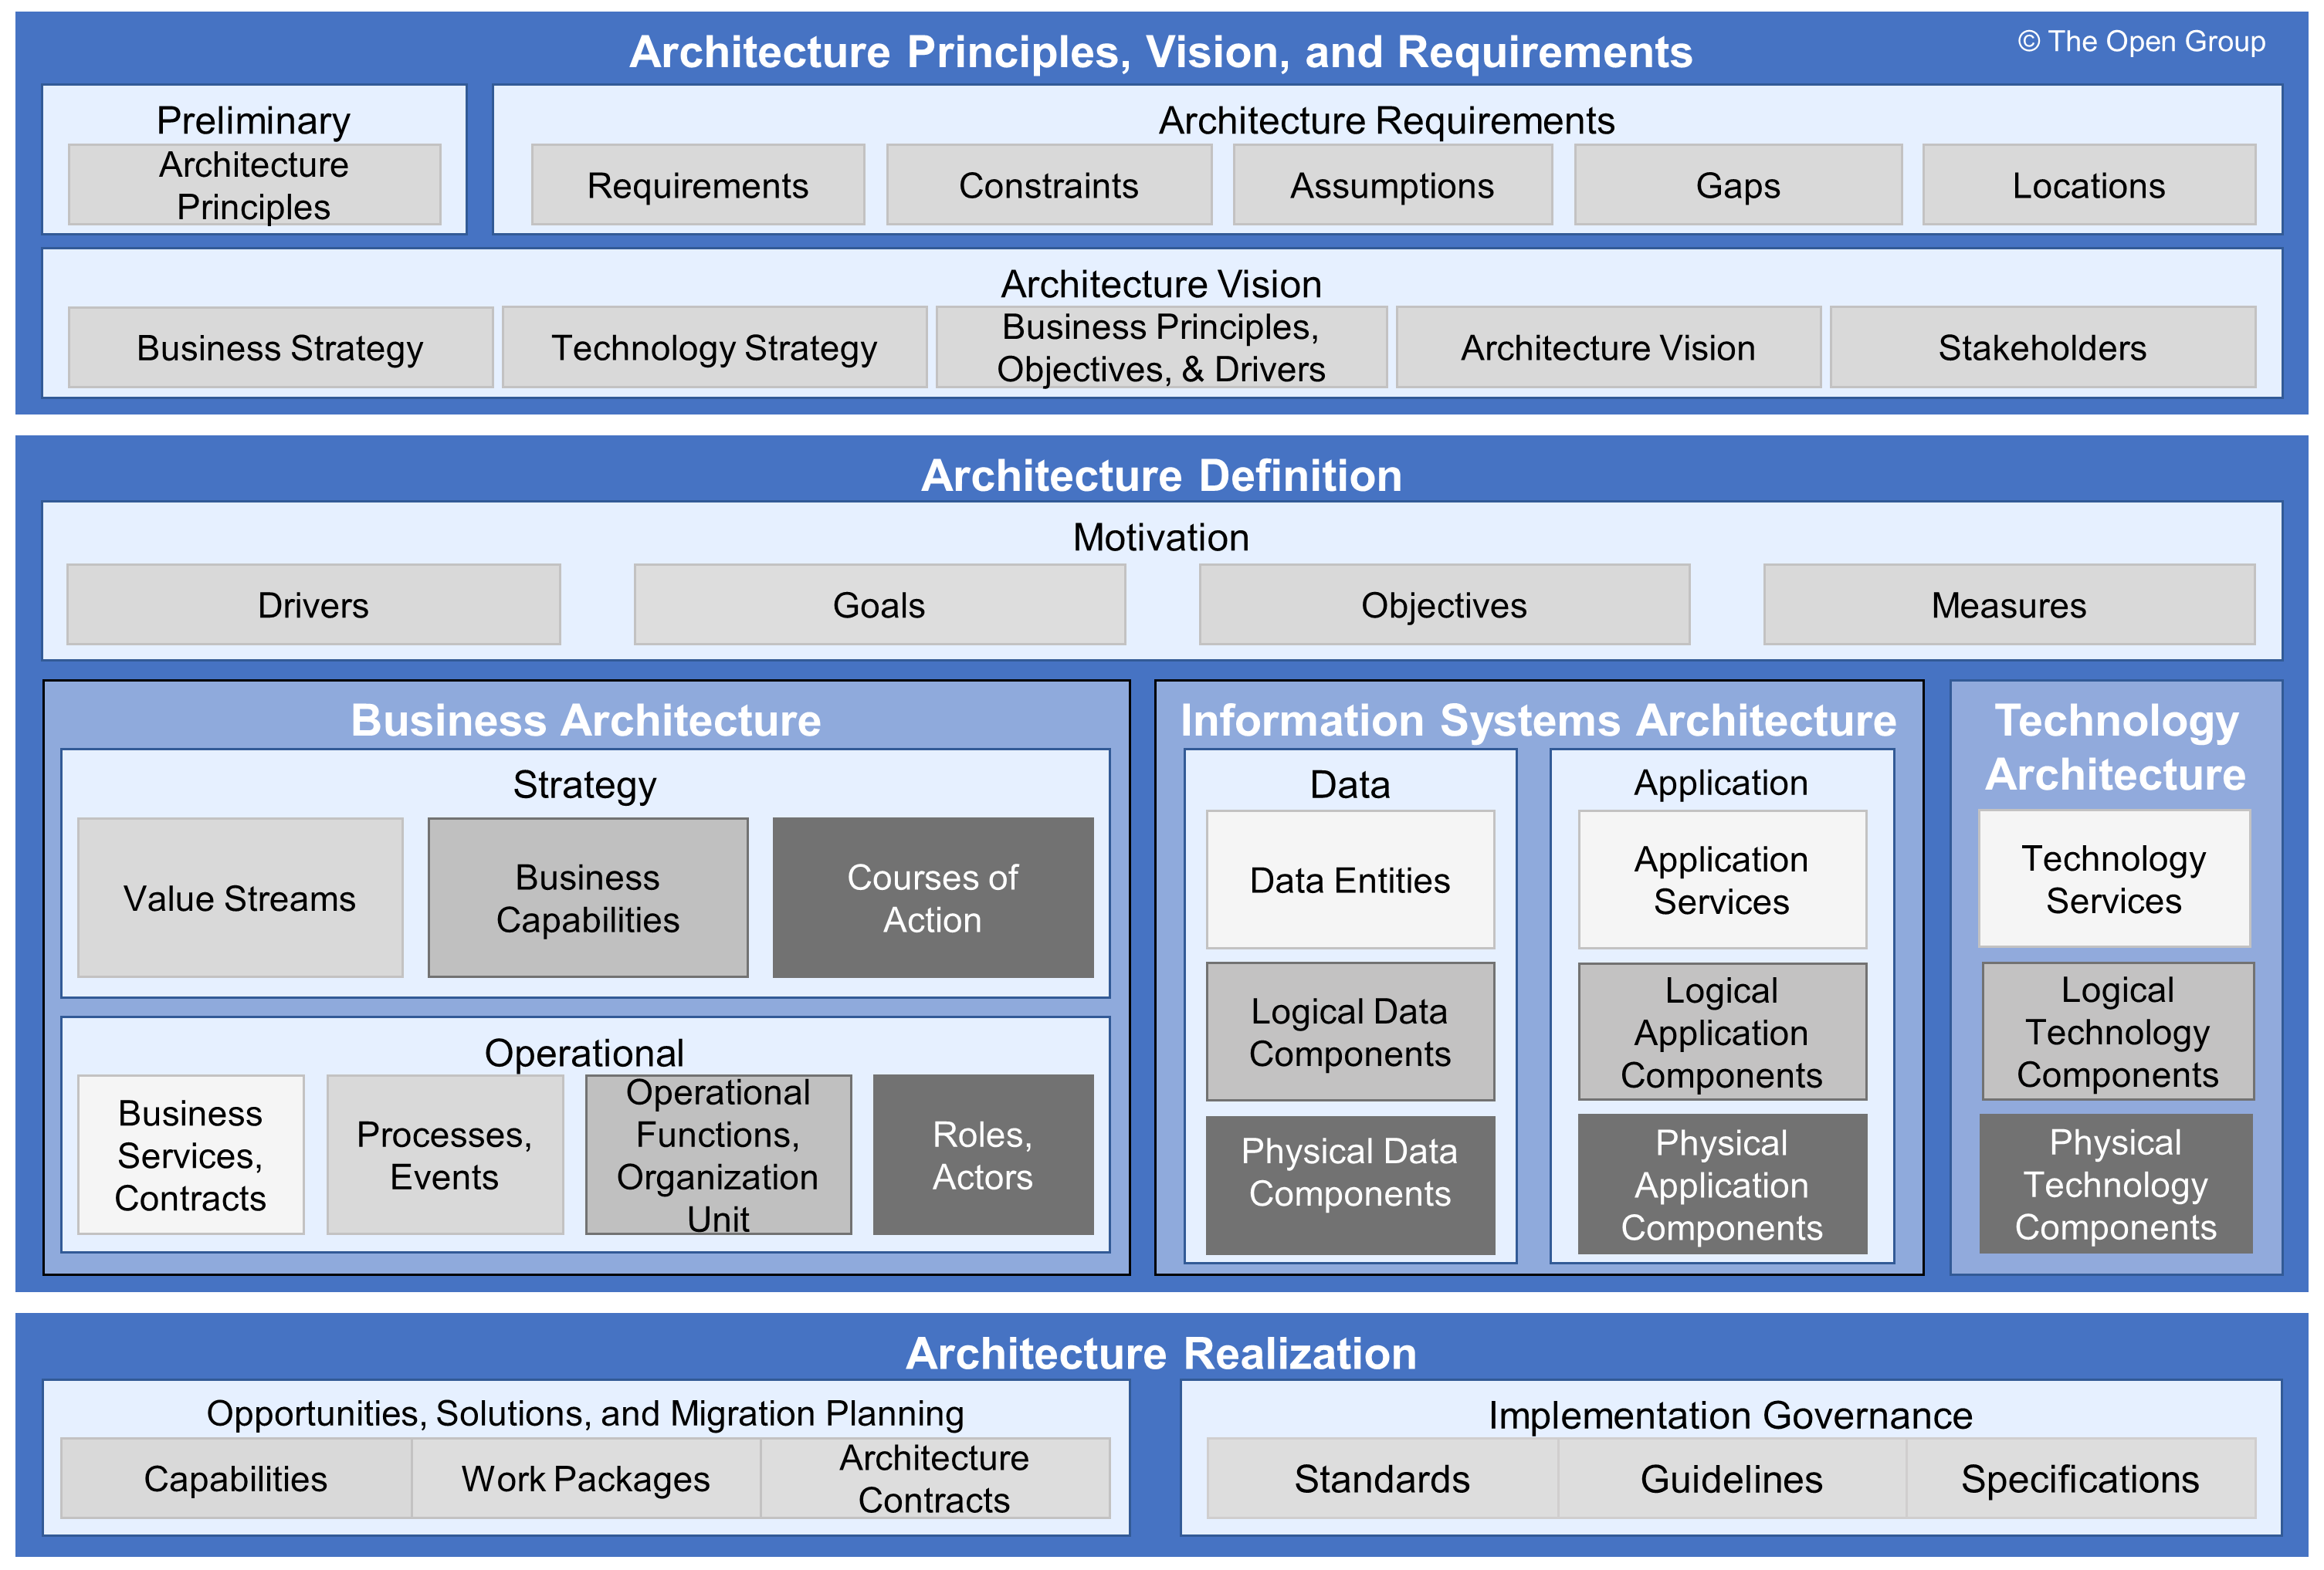 Architecture Principles, Vision, and Requirements
© The Open Group
Preliminary
Architecture
Principles
Architecture Requirements
Requirements
Constraints
Assumptions
Gaps
Locations
Architecture Vision
Business Strategy
Technology Strategy
Business Principles,
Objectives, & Drivers
Architecture Vision
Stakeholders
Architecture Definition
Motivation
Drivers
Goals
Objectives
Measures
Business Architecture
Strategy
Value Streams
Business
Capabilities
Courses of
Action
Operational
Business
Services,
Contracts
Processes,
Events
Operational
Functions,
Organization
Unit
Roles,
Actors
Information Systems Architecture
Data
Data Entities
Logical Data
Components
Physical Data
Components
Application
Application
Services
Logical
Application
Components
Physical
Application
Components
Technology
Architecture
Technology
Services
Logical
Technology
Components
Physical
Technology
Components
Architecture Realization
Opportunities, Solutions, and Migration Planning
Capabilities
Work Packages
Architecture
Contracts
Implementation Governance
Standards
Guidelines
Specifications